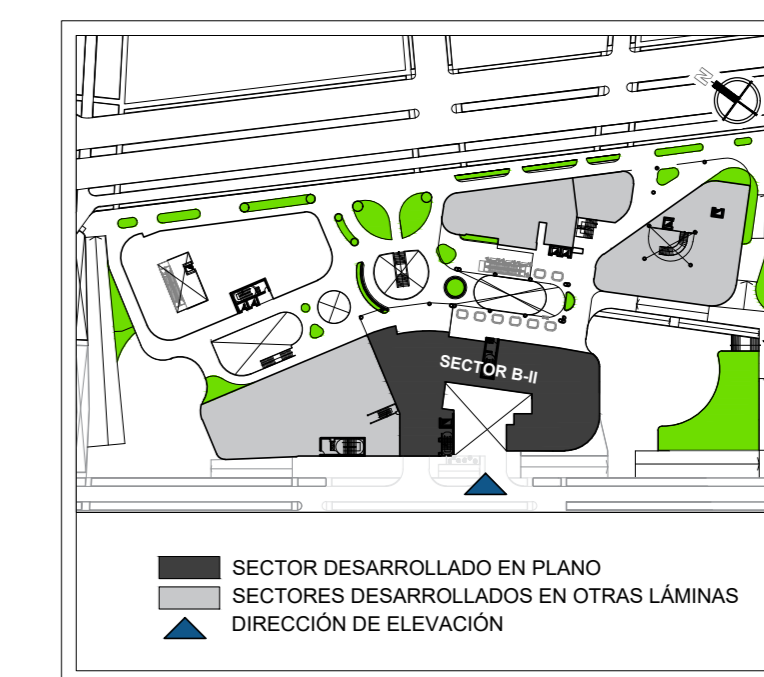 N
SECTOR B-II
SECTOR DESARROLLADO EN PLANO
SECTORES DESARROLLADOS EN OTRAS LÁMINAS
DIRECCIÓN DE ELEVACIÓN